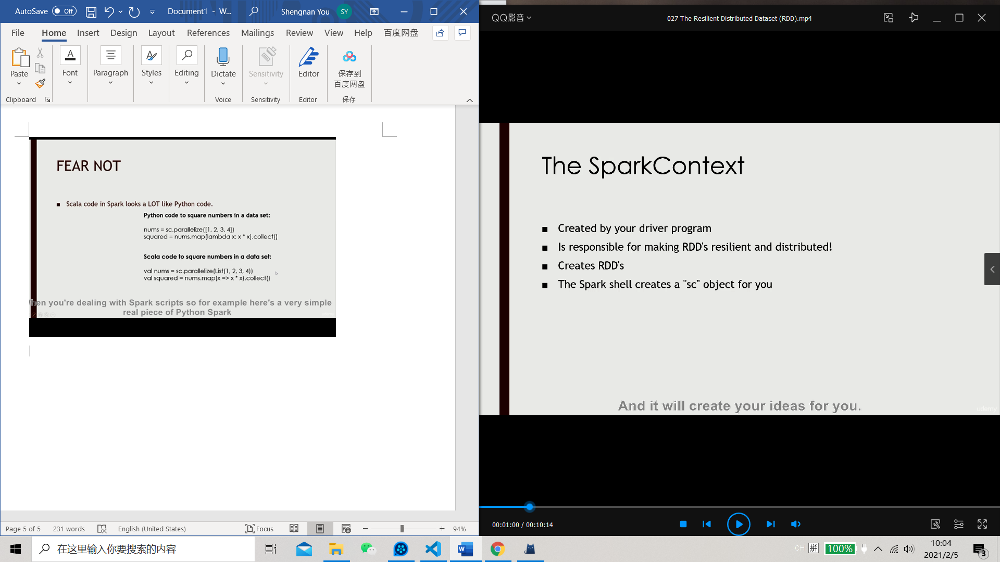 AutoSave Off Document1 - W... Shengnan You SY
File Home Insert Design Layout References Mailings Review View Help 百度网盘
Paste
Font
Paragraph
Styles
Editing
Dictate
Sensitivity
Editor
保存到
百度网盘
Clipboard
Voice
Sensitivity
Editor
保存
FEAR NOT
Scala code in Spark looks a LOT like Python code.
Python code to square numbers in a data set:
nums = sc.parallelize([1, 2, 3, 4])
squared = nums.map(lambda x: x * x).collect()
Scala code to square numbers in a data set:
val nums = sc.parallelize(List(1, 2, 3, 4))
val squared = nums.map(x => x * x).collect()
when you're dealing with Spark scripts so for example here's a very simple
real piece of Python Spark
Page 5 of 5 231 words English (United States) Focus 94%
QQ影音
027 The Resilient Distributed Dataset (RDD).mp4
The SparkContext
Created by your driver program
Is responsible for making RDD's resilient and distributed!
Creates RDD's
The Spark shell creates a "sc" object for you
And it will create your ideas for you.
udemy
00:01:00 / 00:10:14
在这里输入你要搜索的内容
CH 拼 100%
10:04
2021/2/5
3